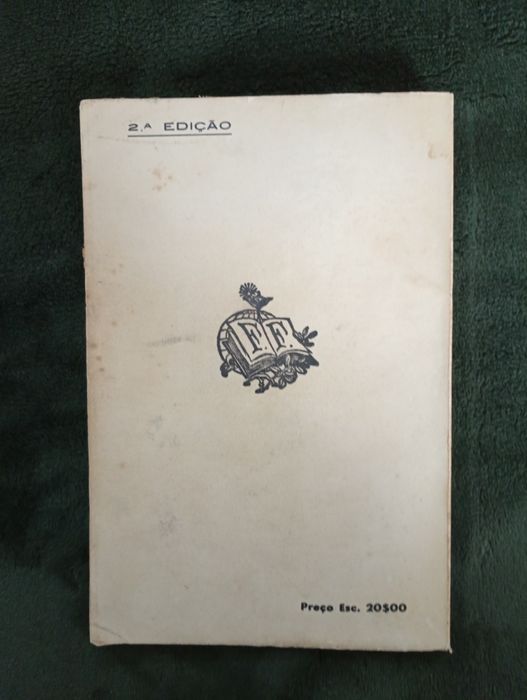 2.ª EDIÇÃO
F. F.
Preço Esc. 20$00